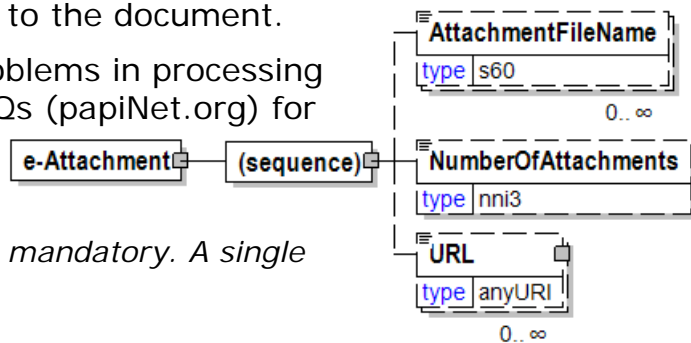 to the document.
AttachmentFileName
type s60
0.. ∞
oblems in processing
Qs (papiNet.org) for
e-Attachment
(sequence)
NumberOfAttachments
type nni3
mandatory. A single
URL
type anyURI
0.. ∞